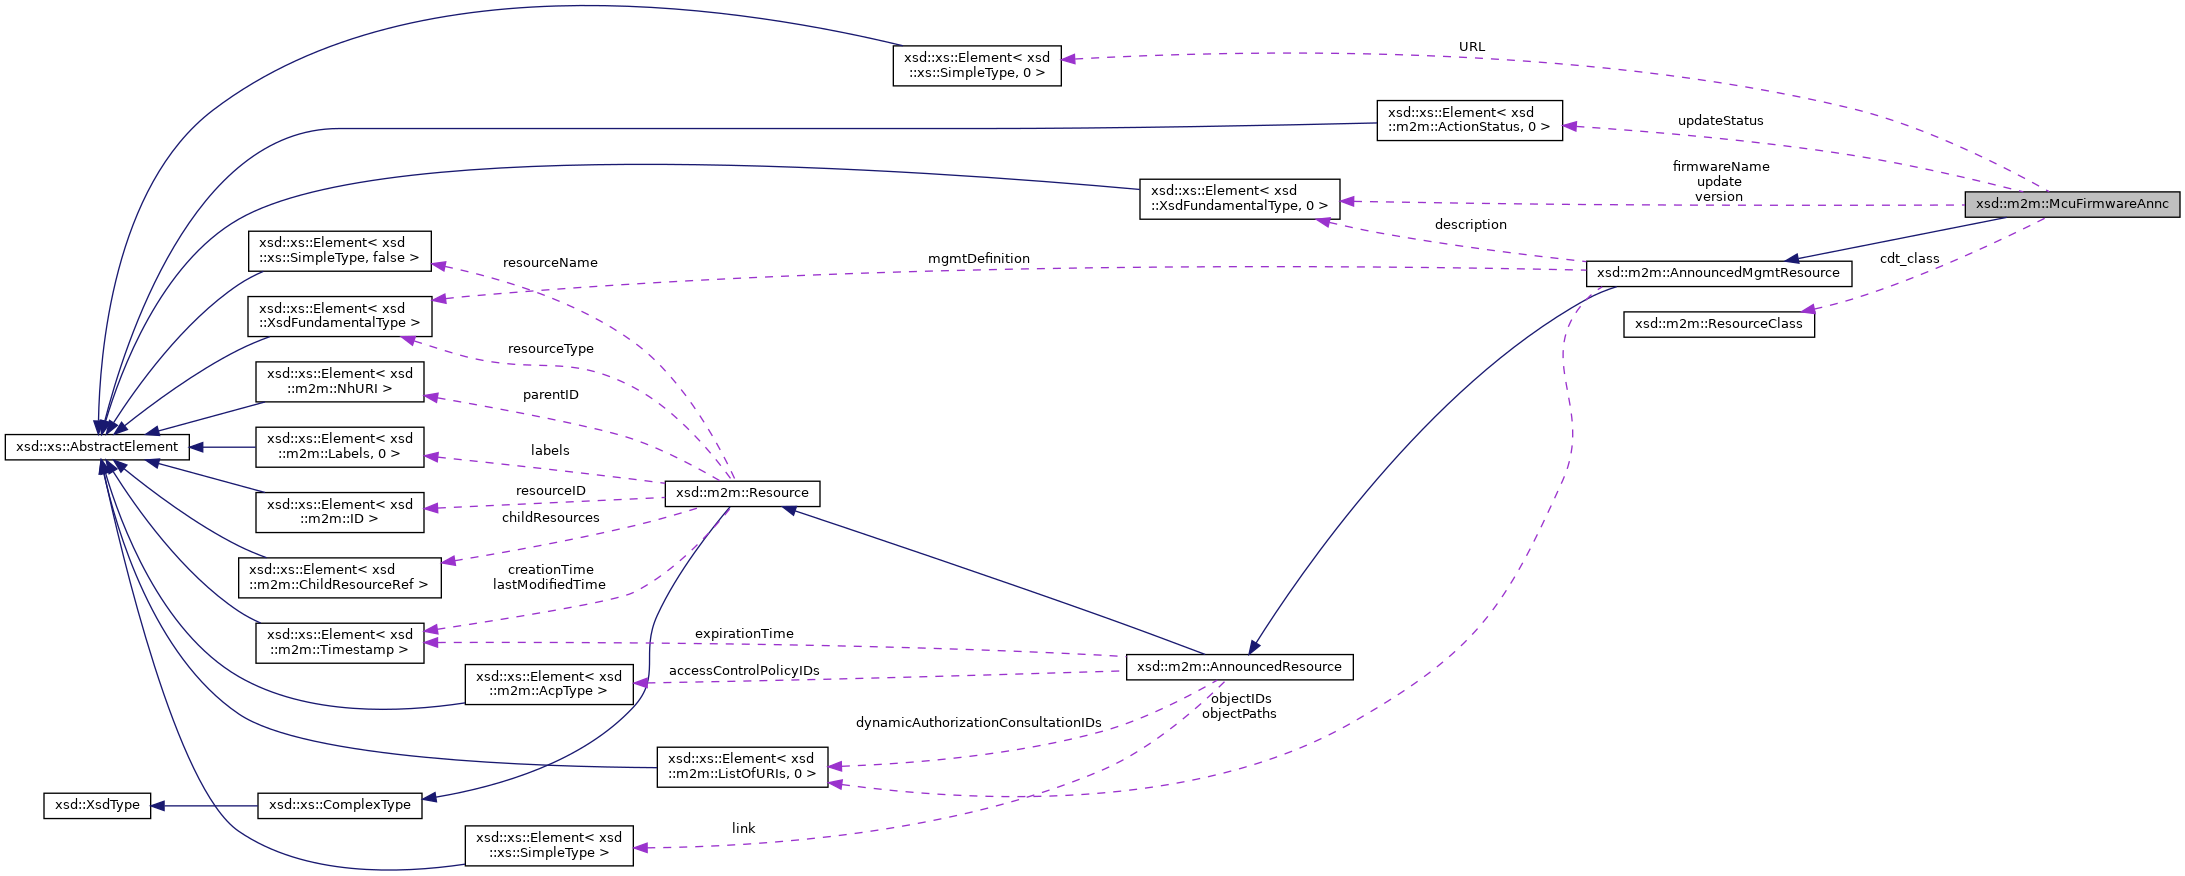 xsd::xs::Element< xsd
::xs::SimpleType, 0 >
URL
xsd::xs::Element< xsd
::m2m::ActionStatus, 0 >
updateStatus
firmwareName
update
version
xsd::xs::Element< xsd
::XsdFundamentalType, 0 >
xsd::m2m::McuFirmwareAnnc
description
xsd::xs::Element< xsd
::xs::SimpleType, false >
resourceName
mgmtDefinition
cdt_class
xsd::m2m::AnnouncedMgmtResource
xsd::xs::Element< xsd
::XsdFundamentalType >
xsd::m2m::ResourceClass
resourceType
xsd::xs::Element< xsd
::m2m::NhURI >
parentID
xsd::xs::AbstractElement
xsd::xs::Element< xsd
::m2m::Labels, 0 >
labels
xsd::m2m::Resource
resourceID
xsd::xs::Element< xsd
::m2m::ID >
childResources
xsd::xs::Element< xsd
::m2m::ChildResourceRef >
creationTime
lastModifiedTime
xsd::xs::Element< xsd
::m2m::Timestamp >
expirationTime
xsd::m2m::AnnouncedResource
accessControlPolicyIDs
xsd::xs::Element< xsd
::m2m::AcpType >
objectIDs
objectPaths
dynamicAuthorizationConsultationIDs
xsd::xs::Element< xsd
::m2m::ListOfURIs, 0 >
xsd::XsdType
xsd::xs::ComplexType
link
xsd::xs::Element< xsd
::xs::SimpleType >